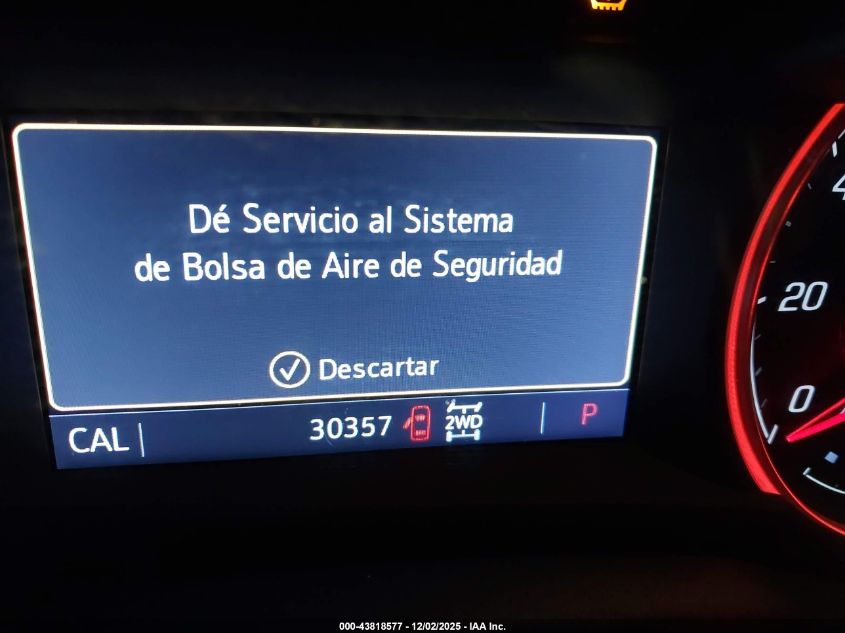 Dé Servicio al Sistema
de Bolsa de Aire de Seguridad
Descartar
CAL
30357
2WD
P
4
20
0
000-43818577 - 12/02/2025 - IAA Inc.